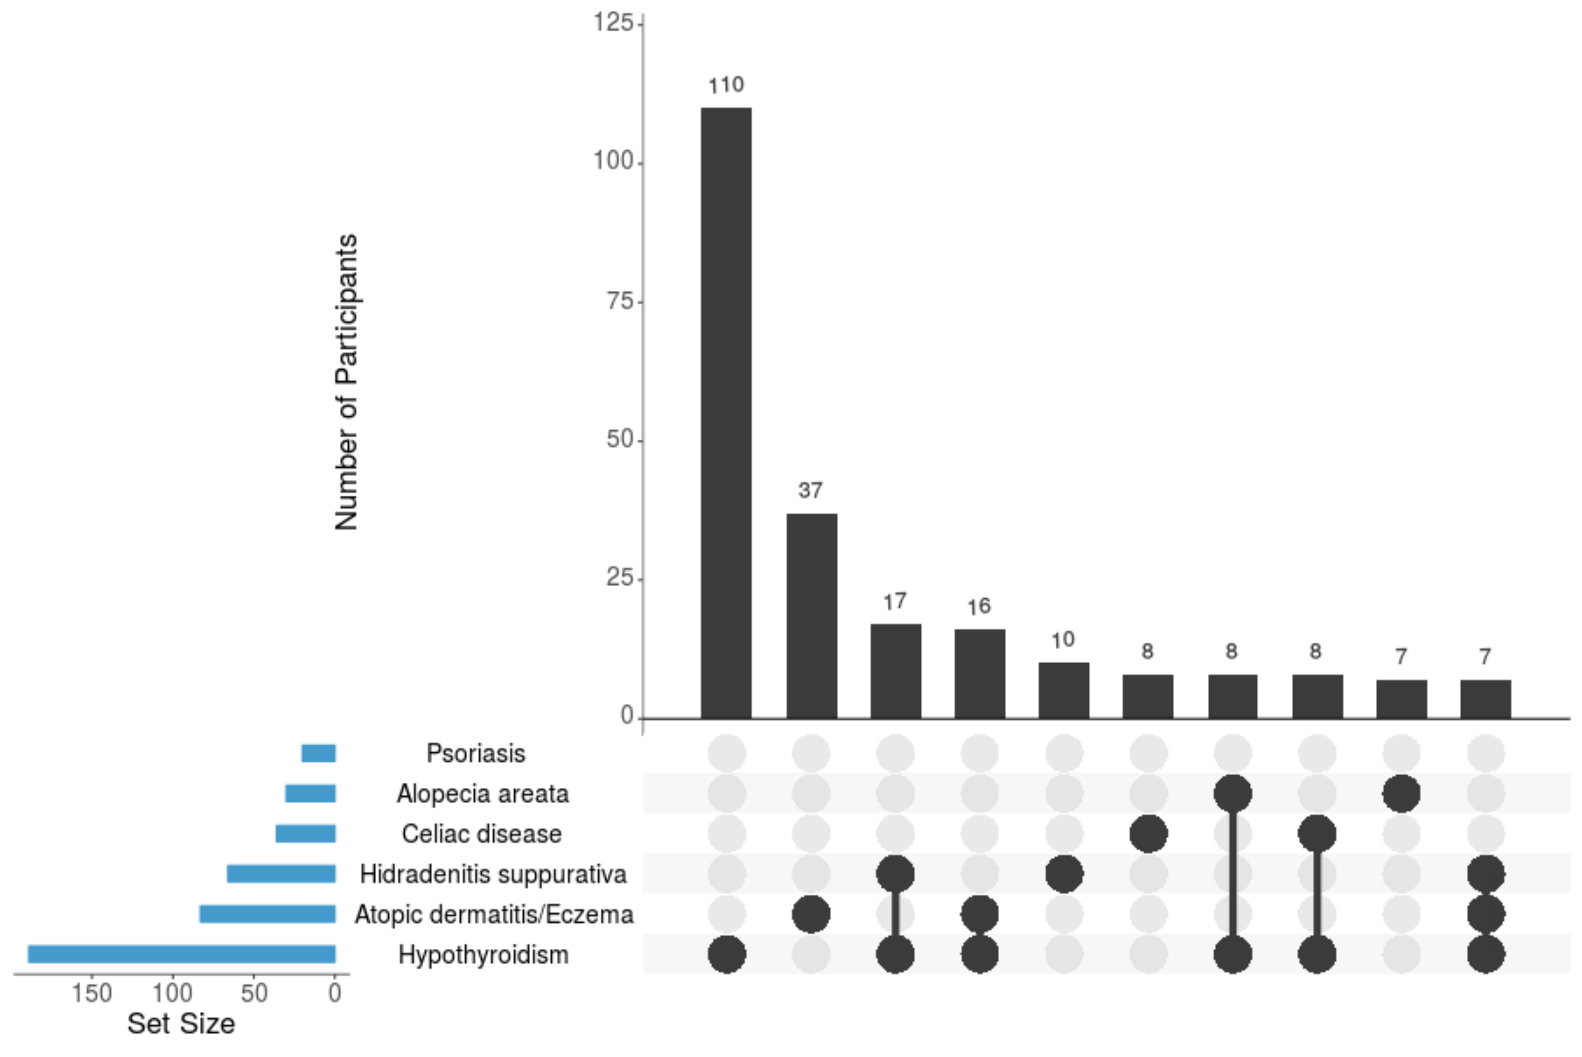 125
110
100
Number of Participants
75
50
37
25
17
16
10
8
8
8
7
7
0
Psoriasis
Alopecia areata
Celiac disease
Hidradenitis suppurativa
Atopic dermatitis/Eczema
Hypothyroidism
150 100 50 0
Set Size